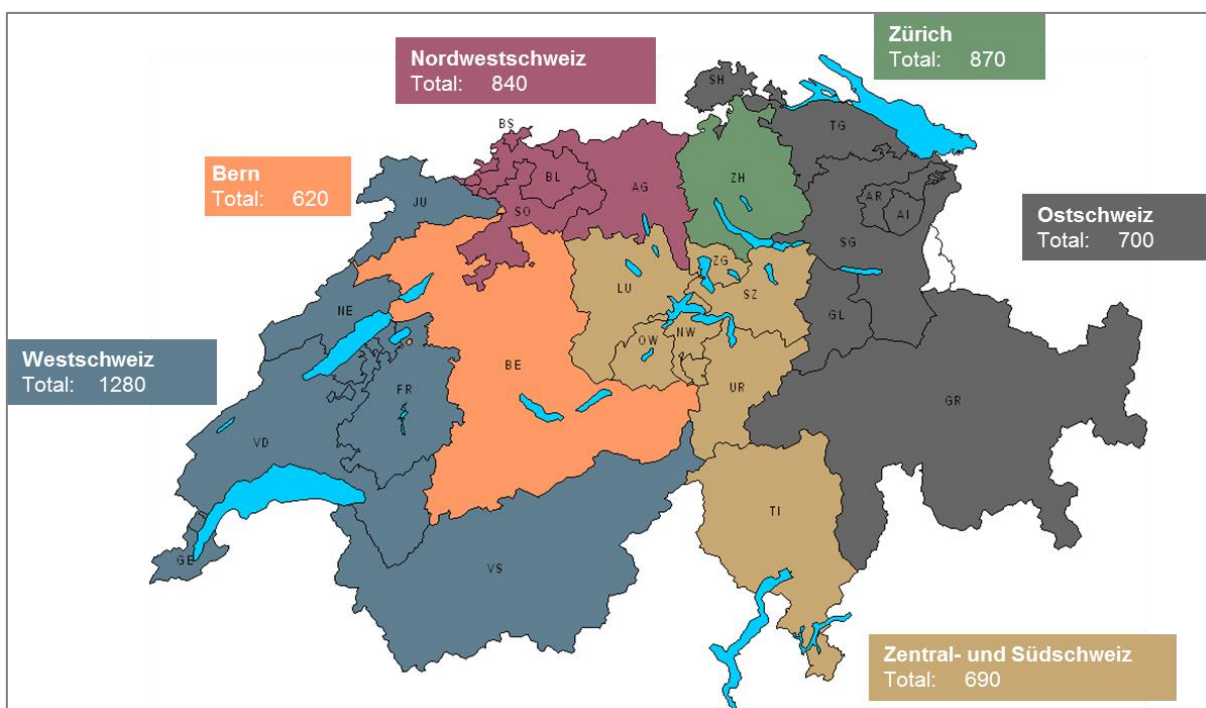 Zürich
Total: 870
Nordwestschweiz
Total: 840
SH
TG
BS
Bern
Total: 620
BL
AG
ZH
JU
SO
AR
AI
Ostschweiz
Total: 700
SG
ZG
LU
SZ
NE
GL
OW
NW
Westschweiz
Total: 1280
BE
FR
UR
GR
VD
TI
GE
VS
Zentral- und Südschweiz
Total: 690